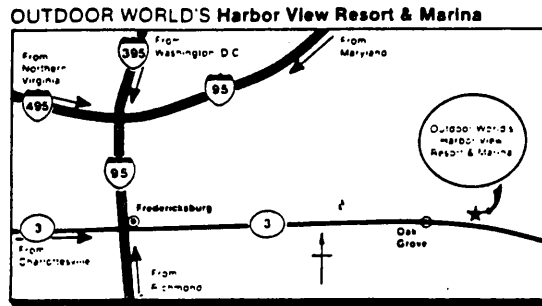 OUTDOOR WORLD'S Harbor View Resort & Marina
From
Northern
Virginia
395
From
Washington D.C.
From
Maryland
495
95
Outdoor World's
Harbor View
Resort & Marina
95
Fredericksburg
3
3
Oak
Grove
From
Charlottesville
From
Richmond